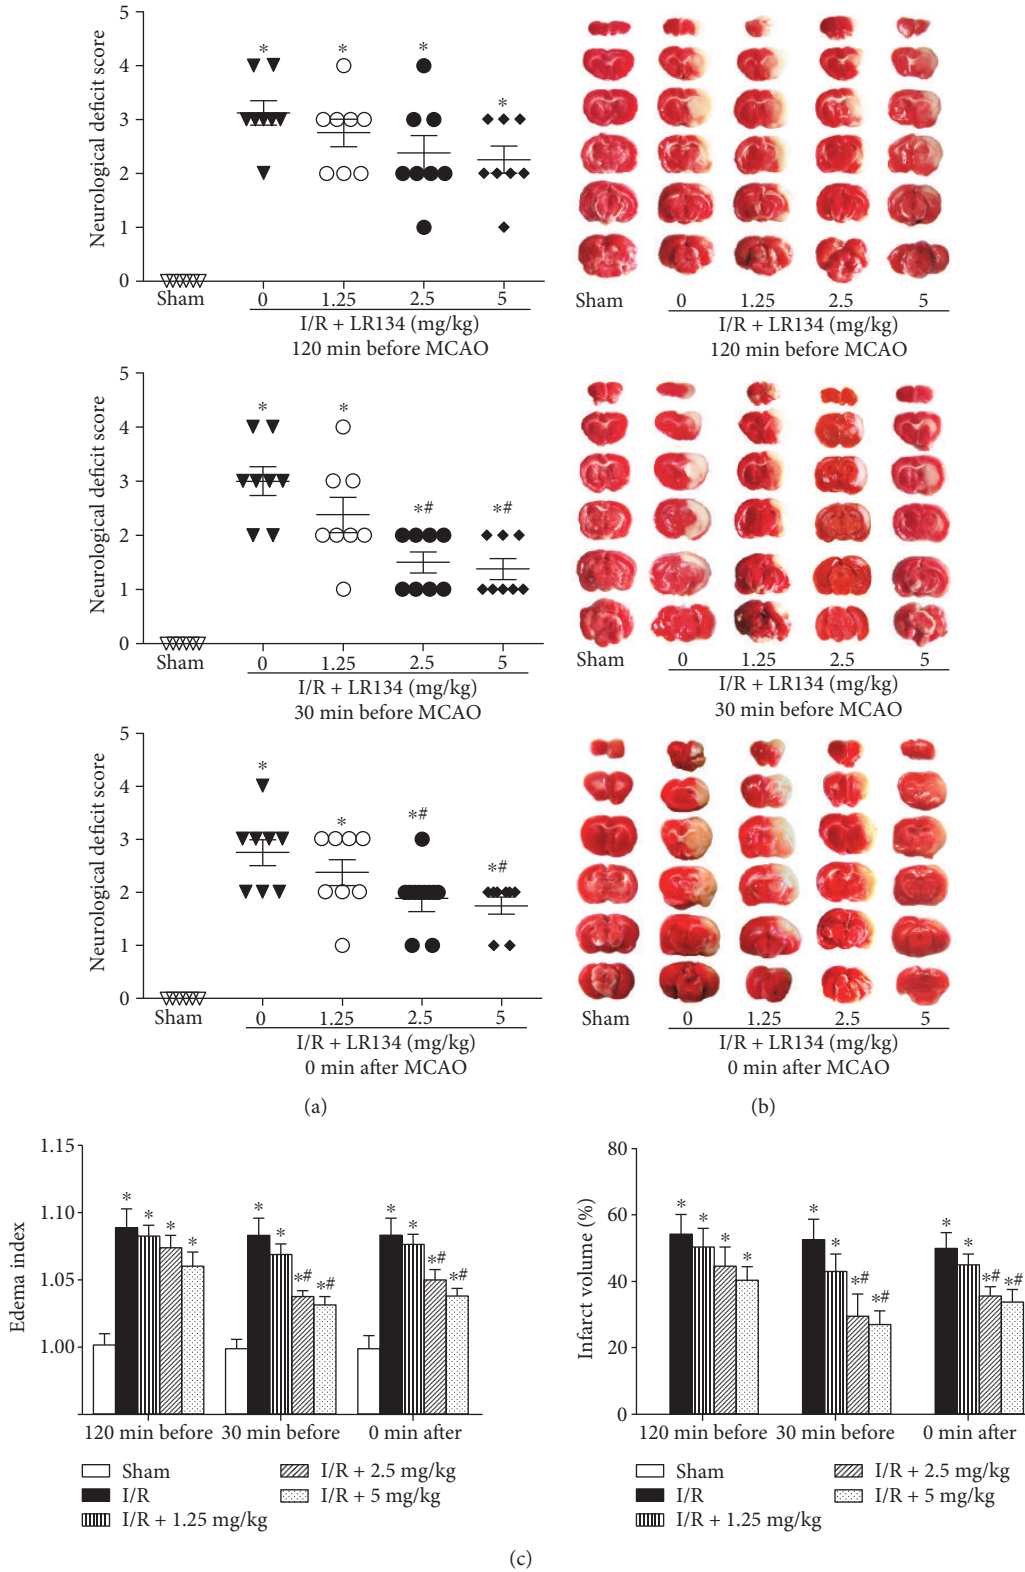 5
4
3
2
1
0
Neurological deficit score
* * * *
Sham 0 1.25 2.5 5
I/R + LR134 (mg/kg)
120 min before MCAO
Sham 0 1.25 2.5 5
I/R + LR134 (mg/kg)
120 min before MCAO
5
4
3
2
1
0
Neurological deficit score
* * *# *#
Sham 0 1.25 2.5 5
I/R + LR134 (mg/kg)
30 min before MCAO
Sham 0 1.25 2.5 5
I/R + LR134 (mg/kg)
30 min before MCAO
5
4
3
2
1
0
Neurological deficit score
* * *# *#
Sham 0 1.25 2.5 5
I/R + LR134 (mg/kg)
0 min after MCAO
(a)
Sham 0 1.25 2.5 5
I/R + LR134 (mg/kg)
0 min after MCAO
(b)
1.15
1.10
1.05
1.00
Edema index
* * * * * * *# *# * * *# *#
120 min before 30 min before 0 min after
Sham
I/R
I/R + 1.25 mg/kg
I/R + 2.5 mg/kg
I/R + 5 mg/kg
80
60
40
20
0
Infarct volume (%)
* * * * * * *# *# * * *# *#
120 min before 30 min before 0 min after
Sham
I/R
I/R + 1.25 mg/kg
I/R + 2.5 mg/kg
I/R + 5 mg/kg
(c)